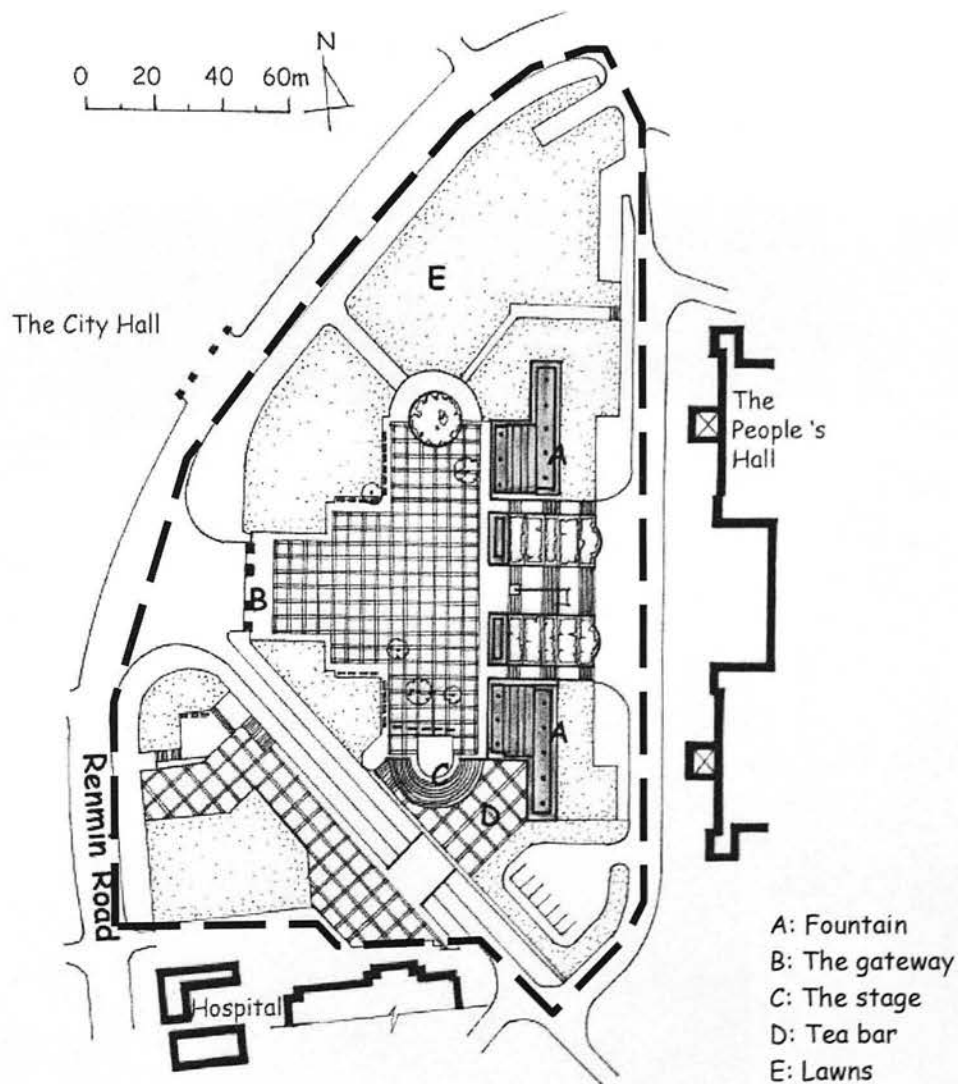 N
0 20 40 60m
E
The City Hall
The
People's
Hall
A
B
A
C
D
Renmin Road
Hospital
A: Fountain
B: The gateway
C: The stage
D: Tea bar
E: Lawns